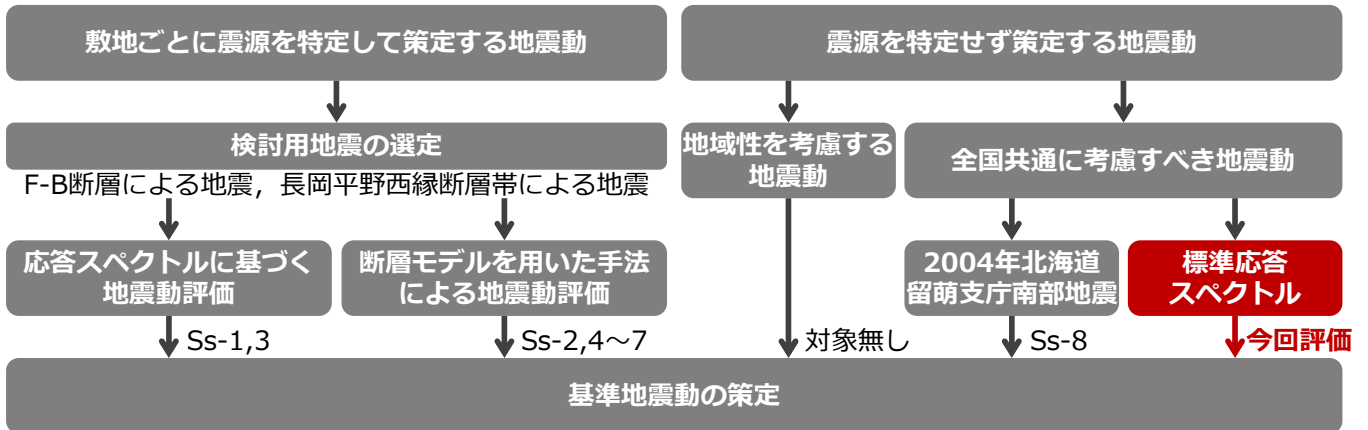 敷地ごとに震源を特定して策定する地震動
震源を特定せず策定する地震動
検討用地震の選定
地域性を考慮する
地震動
全国共通に考慮すべき地震動
F-B断層による地震，長岡平野西縁断層帯による地震
応答スペクトルに基づく
地震動評価
断層モデルを用いた手法
による地震動評価
2004年北海道
留萌支庁南部地震
標準応答
スペクトル
Ss-1,3
Ss-2,4～7
対象無し
Ss-8
今回評価
基準地震動の策定